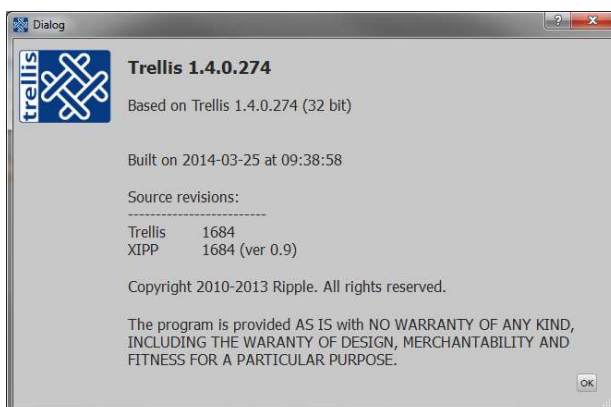 Dialog
trellis
Trellis 1.4.0.274
Based on Trellis 1.4.0.274 (32 bit)
Built on 2014-03-25 at 09:38:58
Source revisions:
-------------------------
Trellis 1684
XIPP 1684 (ver 0.9)
Copyright 2010-2013 Ripple. All rights reserved.
The program is provided AS IS with NO WARRANTY OF ANY KIND,
INCLUDING THE WARANTY OF DESIGN, MERCHANTABILITY AND
FITNESS FOR A PARTICULAR PURPOSE.
OK